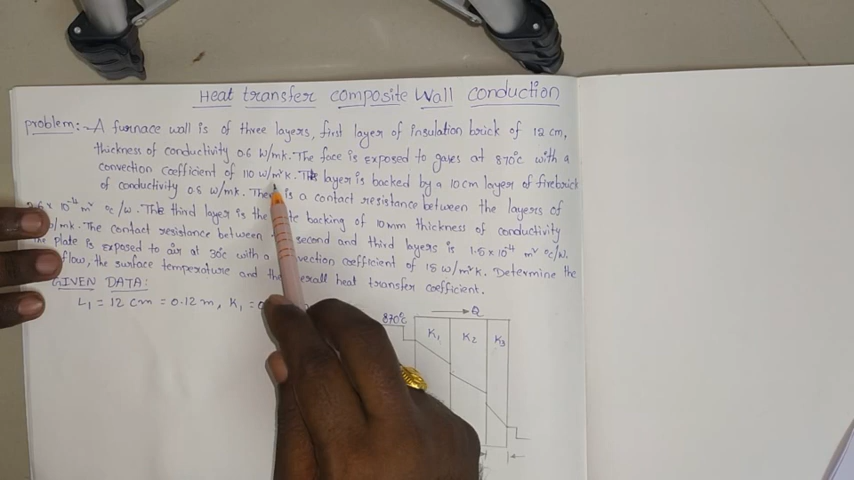 Heat transfer composite Wall conduction
problem:- A furnace wall is of three layers, first layer of insulation brick of 12 cm,
thickness of conductivity 0.6 W/mk. The face is exposed to gases at 870°C with a
convection coefficient of 110 W/m²k. The layer is backed by a 10 cm layer of firebrick
of conductivity 0.8 W/mk. There is a contact resistance between the layers of
x 10⁻⁴ m² °c/w. The third layer is the backing of 10 mm thickness of conductivity
/mk. The contact resistance between second and third layers is 1.5 x 10⁻⁴ m² °c/w.
The plate is exposed to air at 30°C with a convection coefficient of 15 W/m²k. Determine the
flow, the surface temperature and the overall heat transfer coefficient.
GIVEN DATA:
L₁ = 12 cm = 0.12 m, K₁ =
Q
870°C
K₁ K₂ K₃